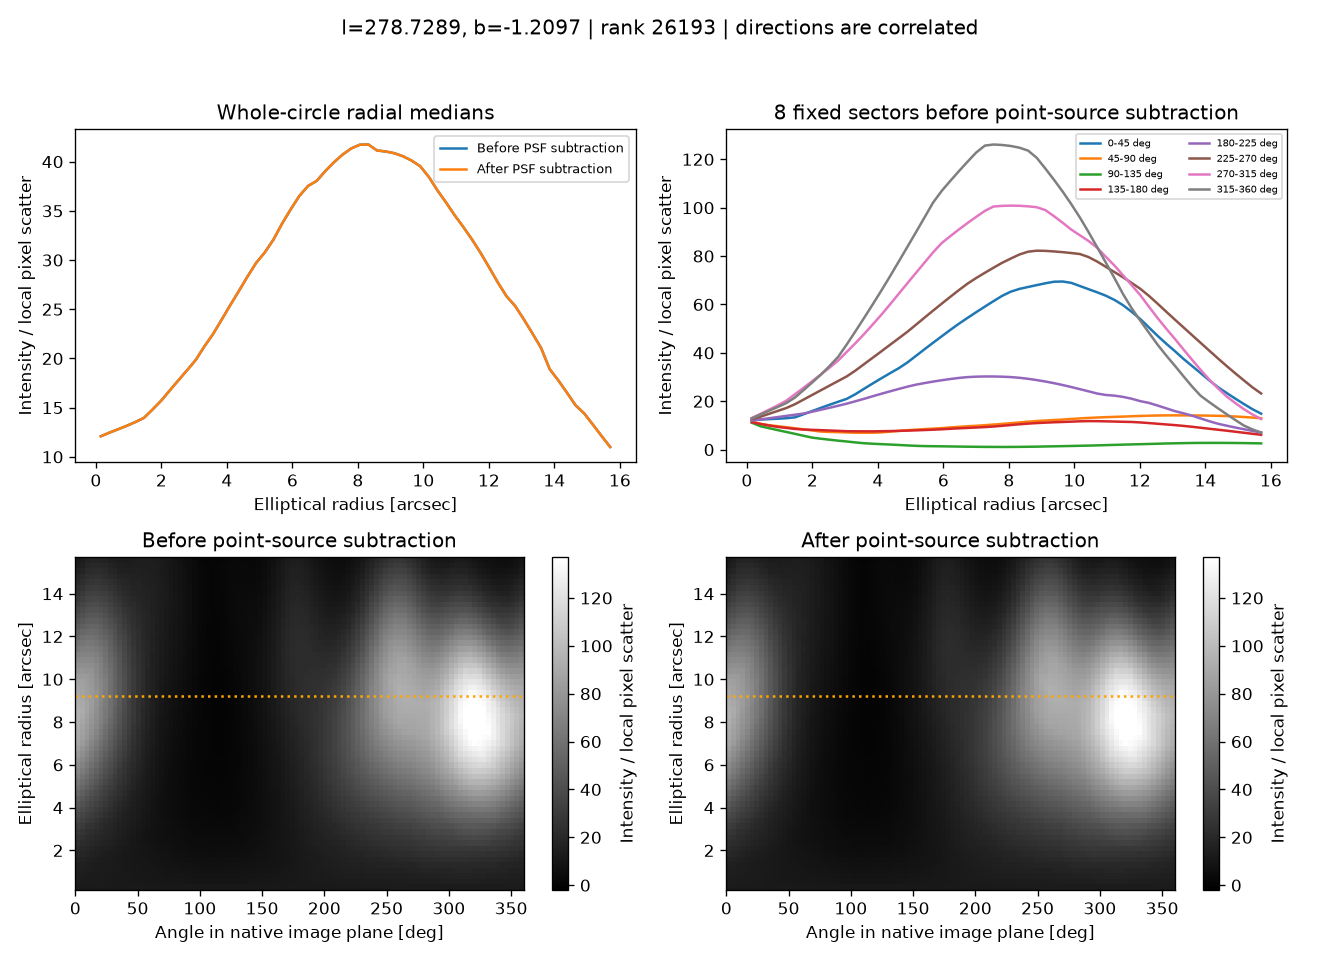 l=278.7289, b=-1.2097 | rank 26193 | directions are correlated
Whole-circle radial medians
Before PSF subtraction
After PSF subtraction
40
35
30
25
20
15
10
Intensity / local pixel scatter
0 2 4 6 8 10 12 14 16
Elliptical radius [arcsec]
8 fixed sectors before point-source subtraction
0-45 deg
45-90 deg
90-135 deg
135-180 deg
180-225 deg
225-270 deg
270-315 deg
315-360 deg
120
100
80
60
40
20
0
Intensity / local pixel scatter
0 2 4 6 8 10 12 14 16
Elliptical radius [arcsec]
Before point-source subtraction
14
12
10
8
6
4
2
Elliptical radius [arcsec]
0 50 100 150 200 250 300 350
Angle in native image plane [deg]
120
100
80
60
40
20
0
Intensity / local pixel scatter
After point-source subtraction
14
12
10
8
6
4
2
Elliptical radius [arcsec]
0 50 100 150 200 250 300 350
Angle in native image plane [deg]
120
100
80
60
40
20
0
Intensity / local pixel scatter